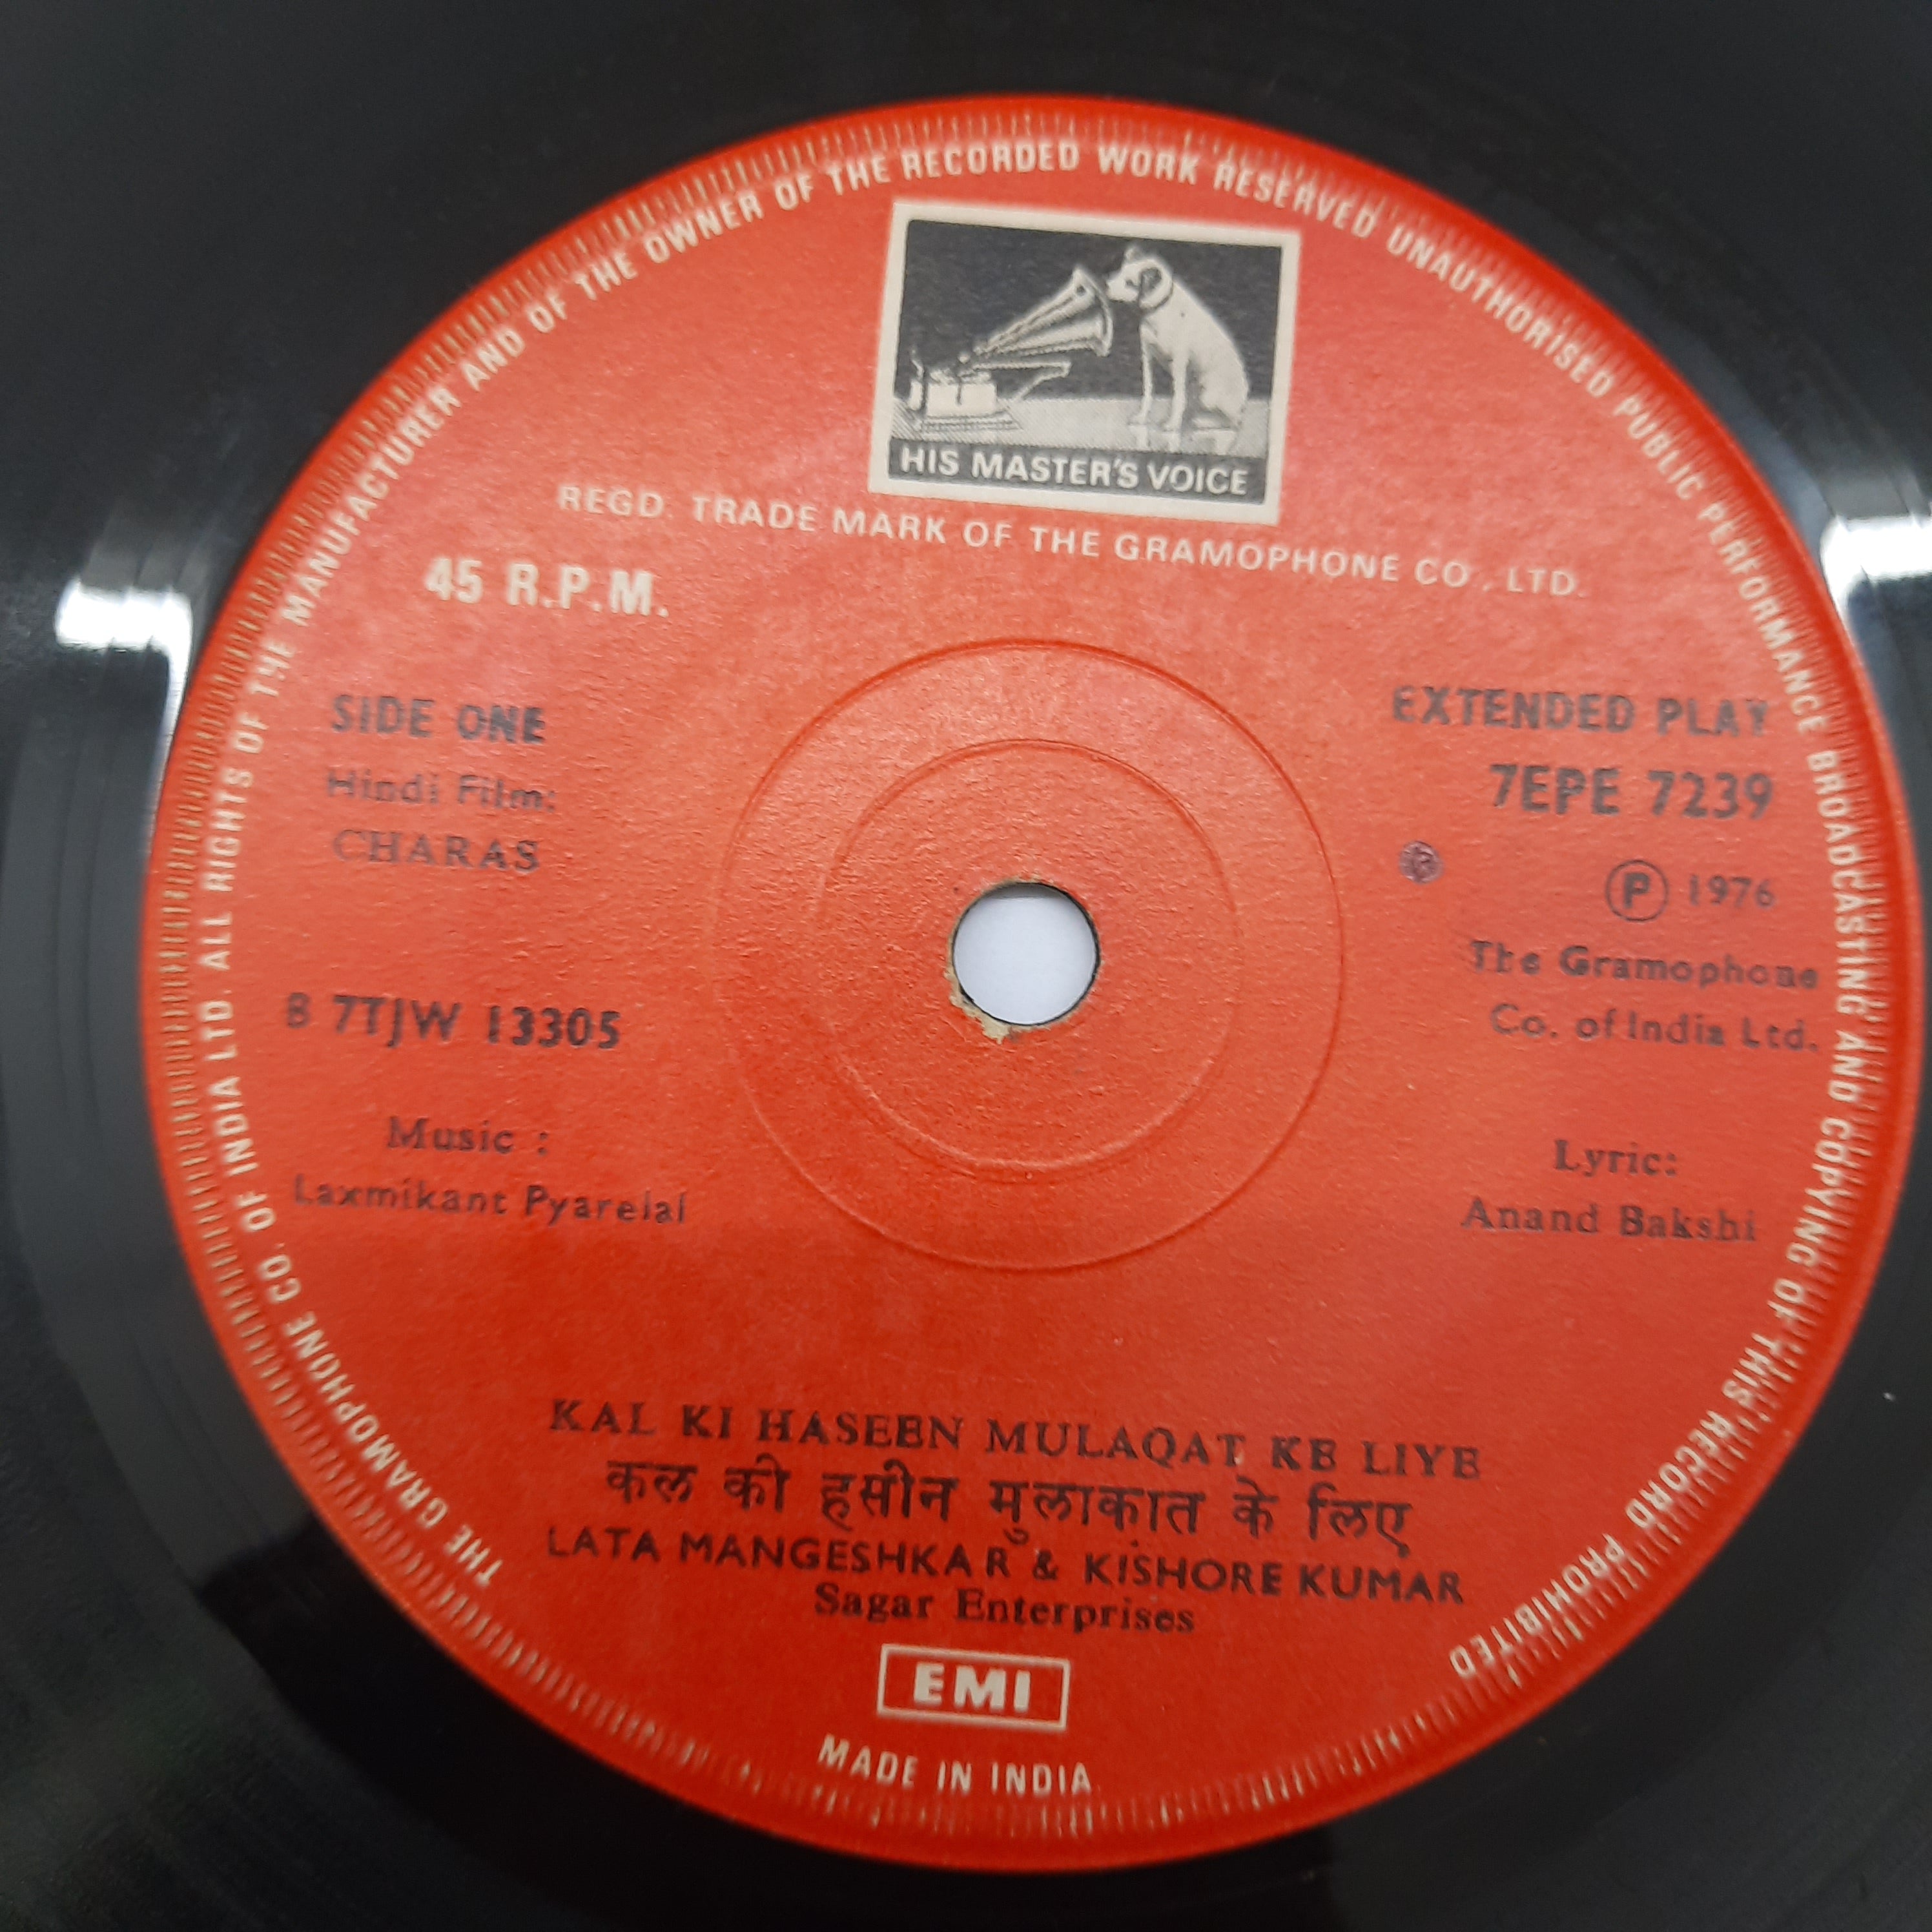 THE GRAMOPHONE CO. OF INDIA LTD. ALL RIGHTS OF THE MANUFACTURER AND OF THE OWNER OF THE RECORDED WORK RESERVED UNAUTHORISED PUBLIC PERFORMANCE BROADCASTING AND COPYING OF THIS RECORD PROHIBITED
HIS MASTER'S VOICE
REGD. TRADE MARK OF THE GRAMOPHONE CO., LTD.
45 R.P.M.
SIDE ONE
Hindi Film:
CHARAS
EXTENDED PLAY
7EPE 7239
Ⓟ 1976
The Gramophone
Co. of India Ltd.
8 7TJW 13305
Music :
Laxmikant Pyarelal
Lyric:
Anand Bakshi
KAL KI HASEEN MULAQAT KE LIYE
कल की हसीन मुलाक़ात के लिए
LATA MANGESHKAR & KISHORE KUMAR
Sagar Enterprises
EMI
MADE IN INDIA